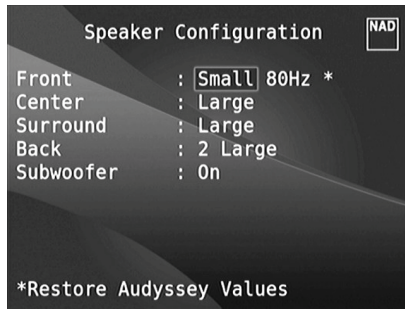 Speaker Configuration
NAD
Front : Small 80Hz *
Center : Large
Surround : Large
Back : 2 Large
Subwoofer : On
*Restore Audyssey Values